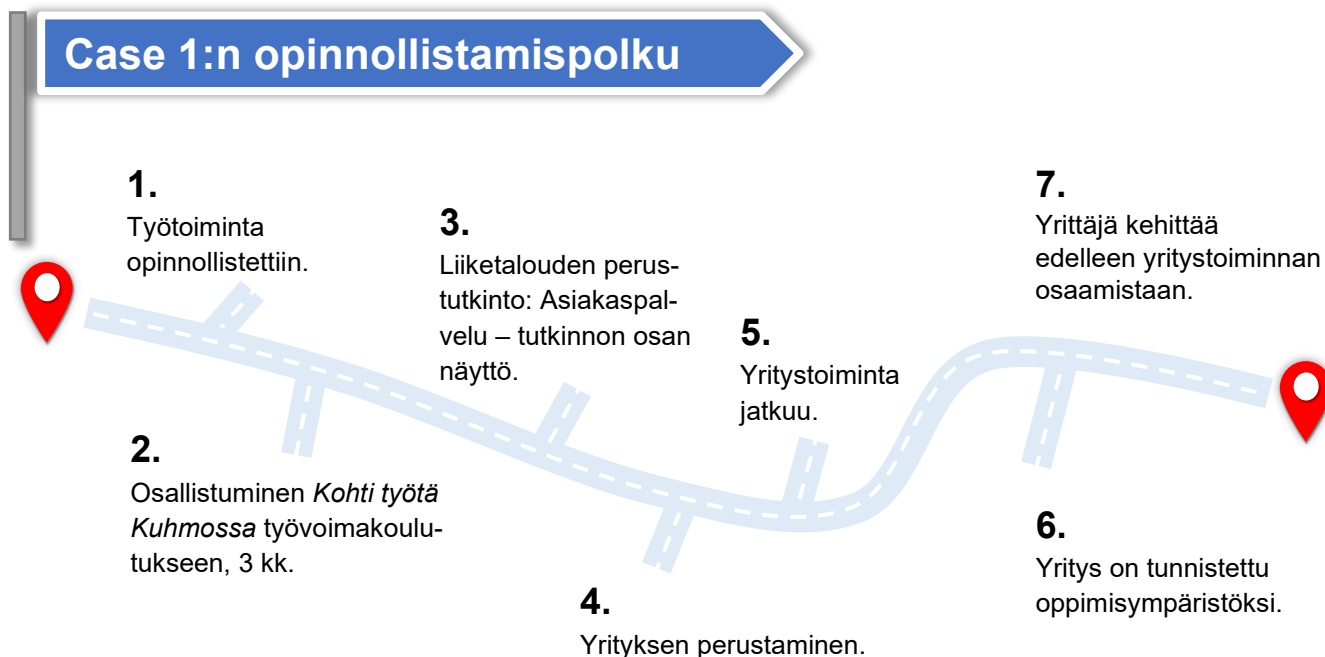 Case 1:n opinnollistamispolku
1.
Työtoiminta
opinnollistettiin.
2.
Osallistuminen Kohti työtä
Kuhmossa työvoimakoulu-
tukseen, 3 kk.
3.
Liiketalouden perus-
tutkinto: Asiakaspal-
velu – tutkinnon osan
näyttö.
4.
Yrityksen perustaminen.
5.
Yritystoiminta
jatkuu.
6.
Yritys on tunnistettu
oppimisympäristöksi.
7.
Yrittäjä kehittää
edelleen yritystoiminnan
osaamistaan.